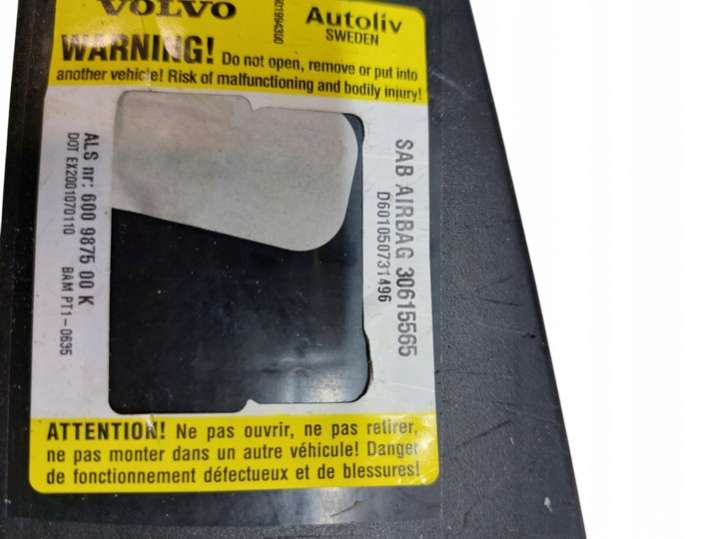 VOLVO
Autoliv
SWEDEN
WARNING! Do not open, remove or put into
another vehicle! Risk of malfunctioning and bodily injury!
SAB AIRBAG 30615565
D601050731496
ALS nr: 600 9875 00 K
DOT EX2001070110 BAM PT1-0635
ATTENTION! Ne pas ouvrir, ne pas retirer,
ne pas monter dans un autre véhicule! Danger
de fonctionnement défectueux et de blessures!